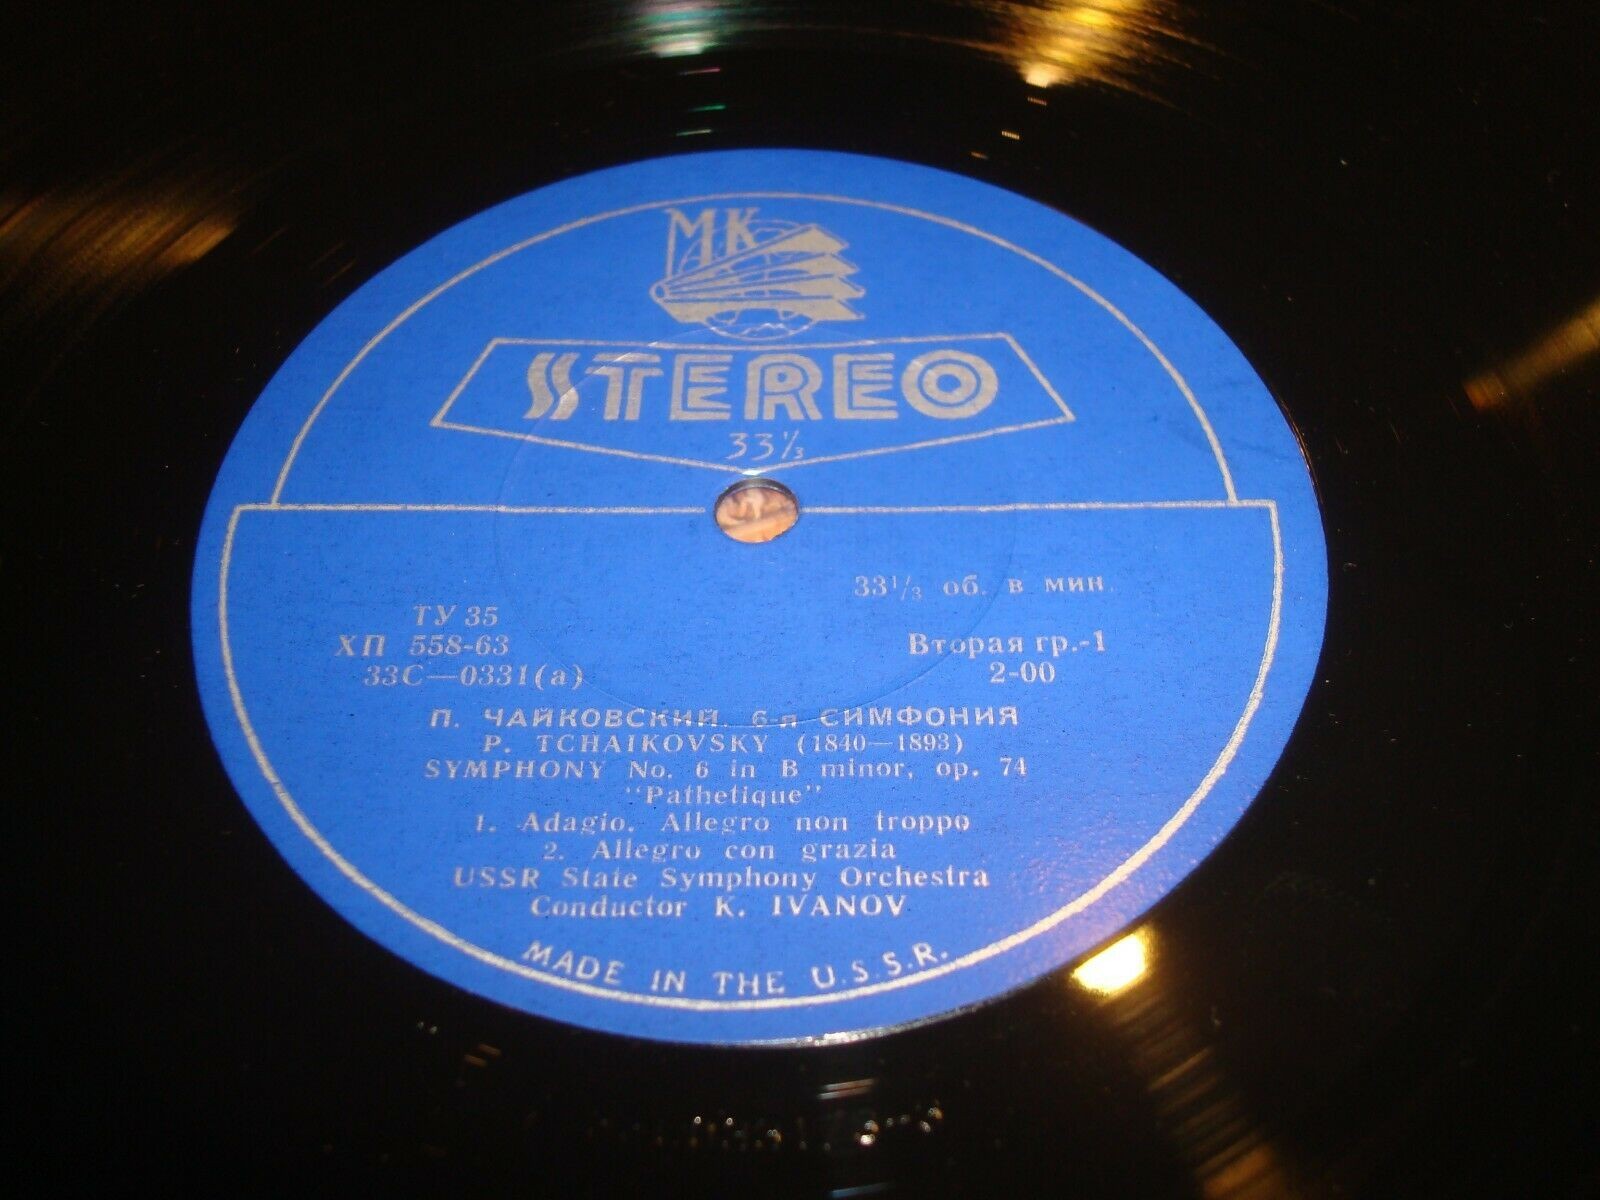 МК
STEREO
33⅓
33¹/₃ об. в мин.
ТУ 35
ХП 558-63
Вторая гр.-1
33С—0331(а)
2-00
П. ЧАЙКОВСКИЙ. 6-я СИМФОНИЯ
P. TCHAIKOVSKY (1840—1893)
SYMPHONY No. 6 in B minor, op. 74
"Pathetique"
1. Adagio. Allegro non troppo
2. Allegro con grazia
USSR State Symphony Orchestra
Conductor K. IVANOV
MADE IN THE U.S.S.R.